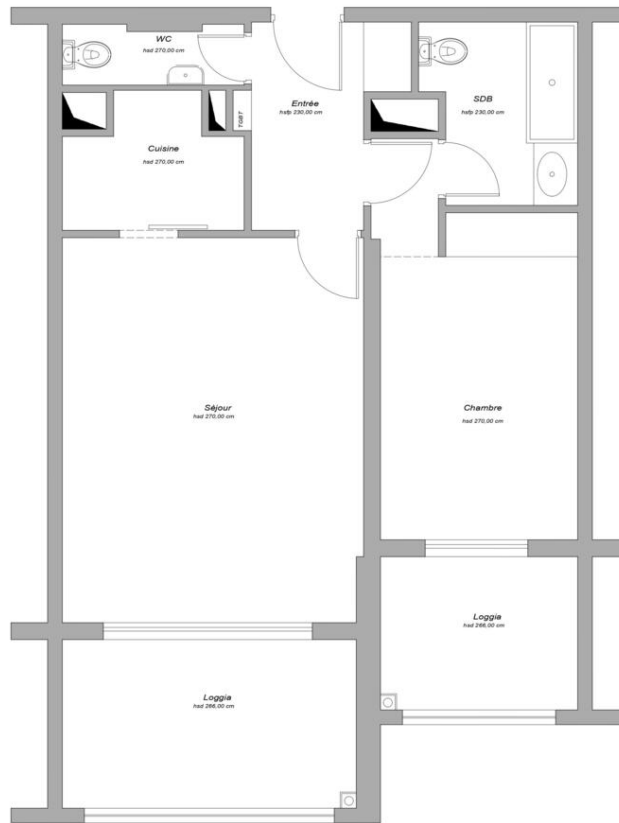 WC
hsd 270,00 cm
Entrée
hsfp 230,00 cm
SDB
hsfp 230,00 cm
TGBT
Cuisine
hsd 270,00 cm
Séjour
hsd 270,00 cm
Chambre
hsd 270,00 cm
Loggia
hsd 266,00 cm
Loggia
hsd 266,00 cm